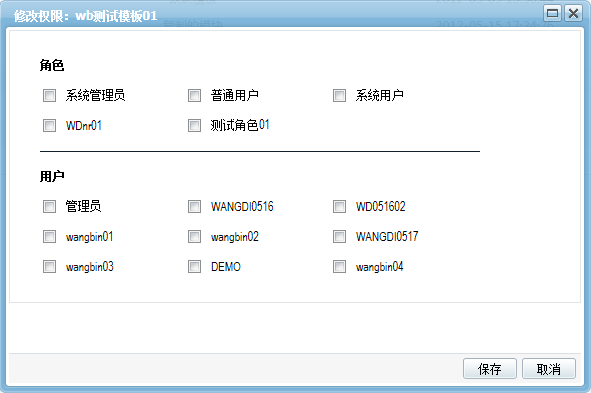 修改权限：wb测试模板01
角色
系统管理员 普通用户 系统用户
WDnr01 测试角色01
用户
管理员 WANGDI0516 WD051602
wangbin01 wangbin02 WANGDI0517
wangbin03 DEMO wangbin04
保存 取消